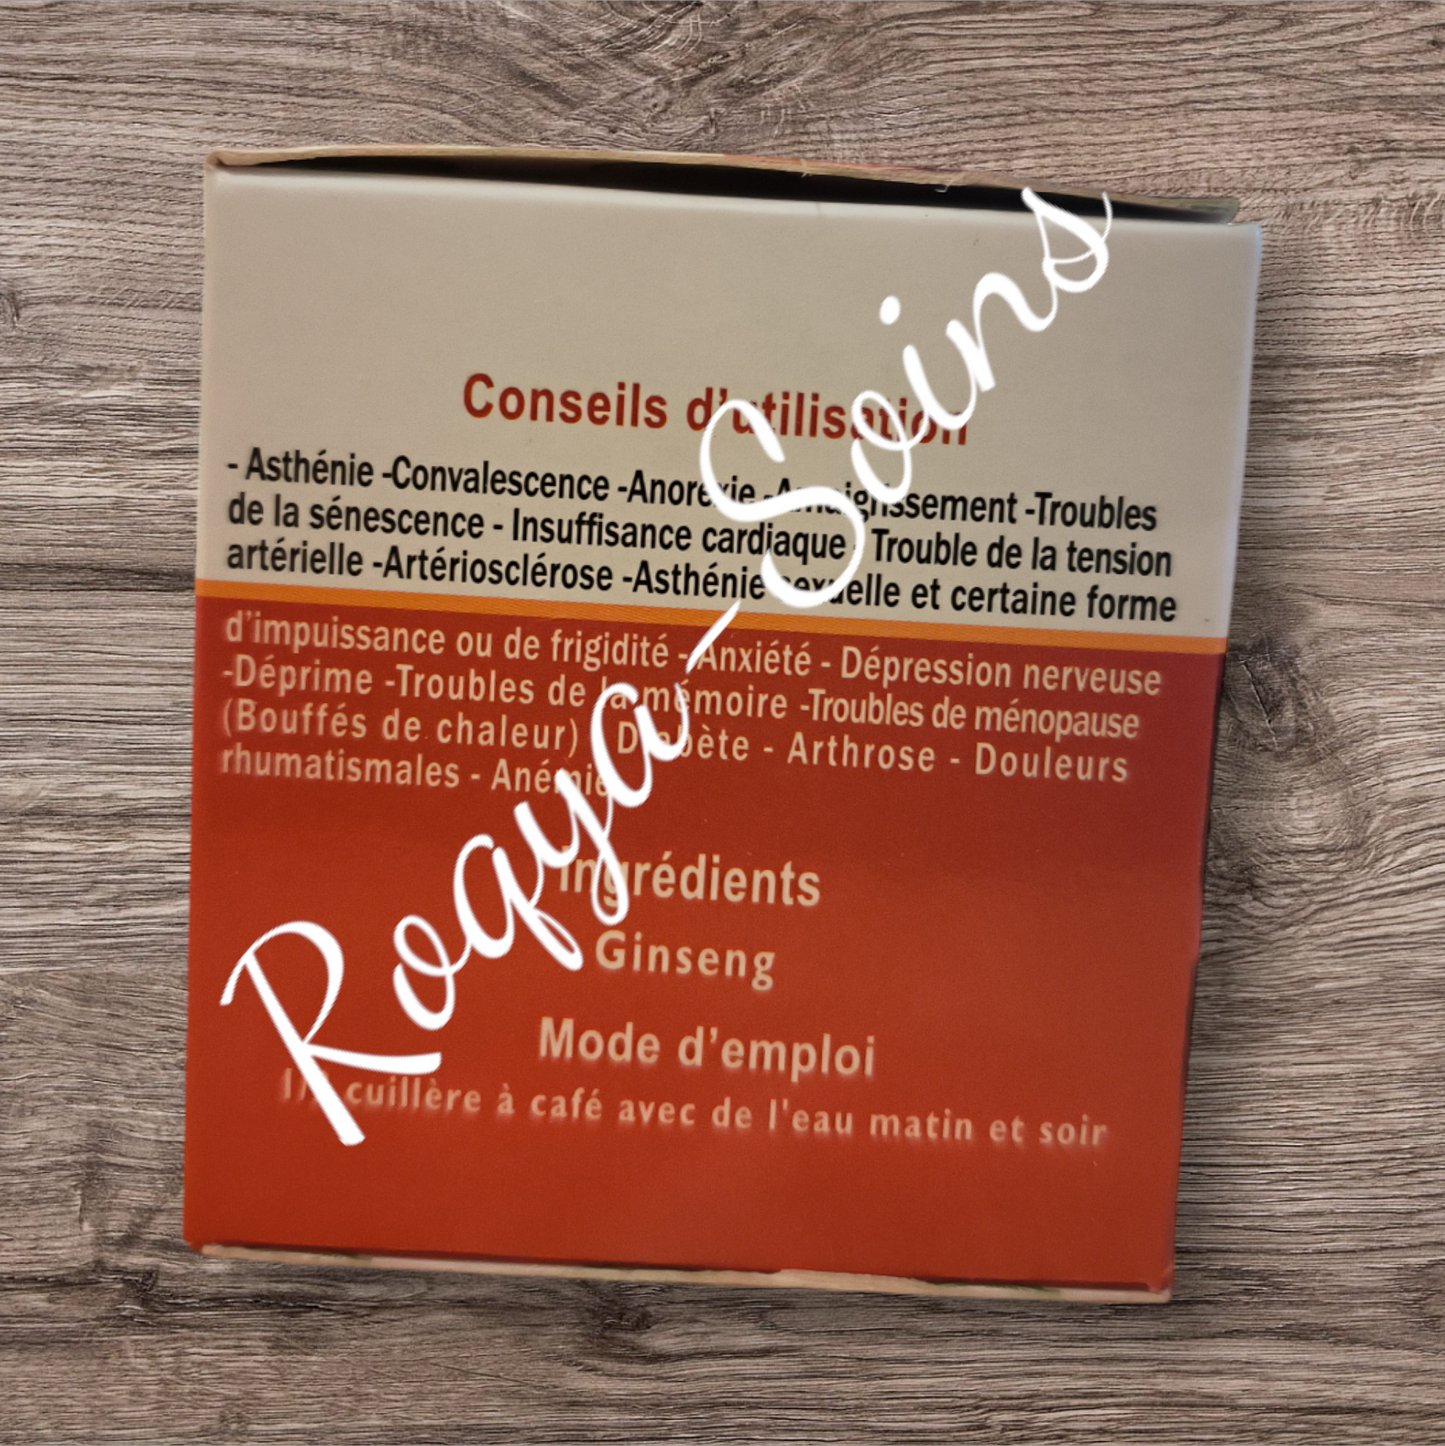 Conseils d'utilisation
- Asthénie -Convalescence -Anorexie -Amaigrissement -Troubles
de la sénescence - Insuffisance cardiaque - Trouble de la tension
artérielle -Artériosclérose -Asthénie sexuelle et certaine forme
d'impuissance ou de frigidité - Anxiété - Dépression nerveuse
-Déprime -Troubles de la mémoire -Troubles de ménopause
(Bouffés de chaleur) - Diabète - Arthrose - Douleurs
rhumatismales - Anémie
Ingrédients
Ginseng
Mode d'emploi
cuillère à café avec de l'eau matin et soir
Roqya-Soins